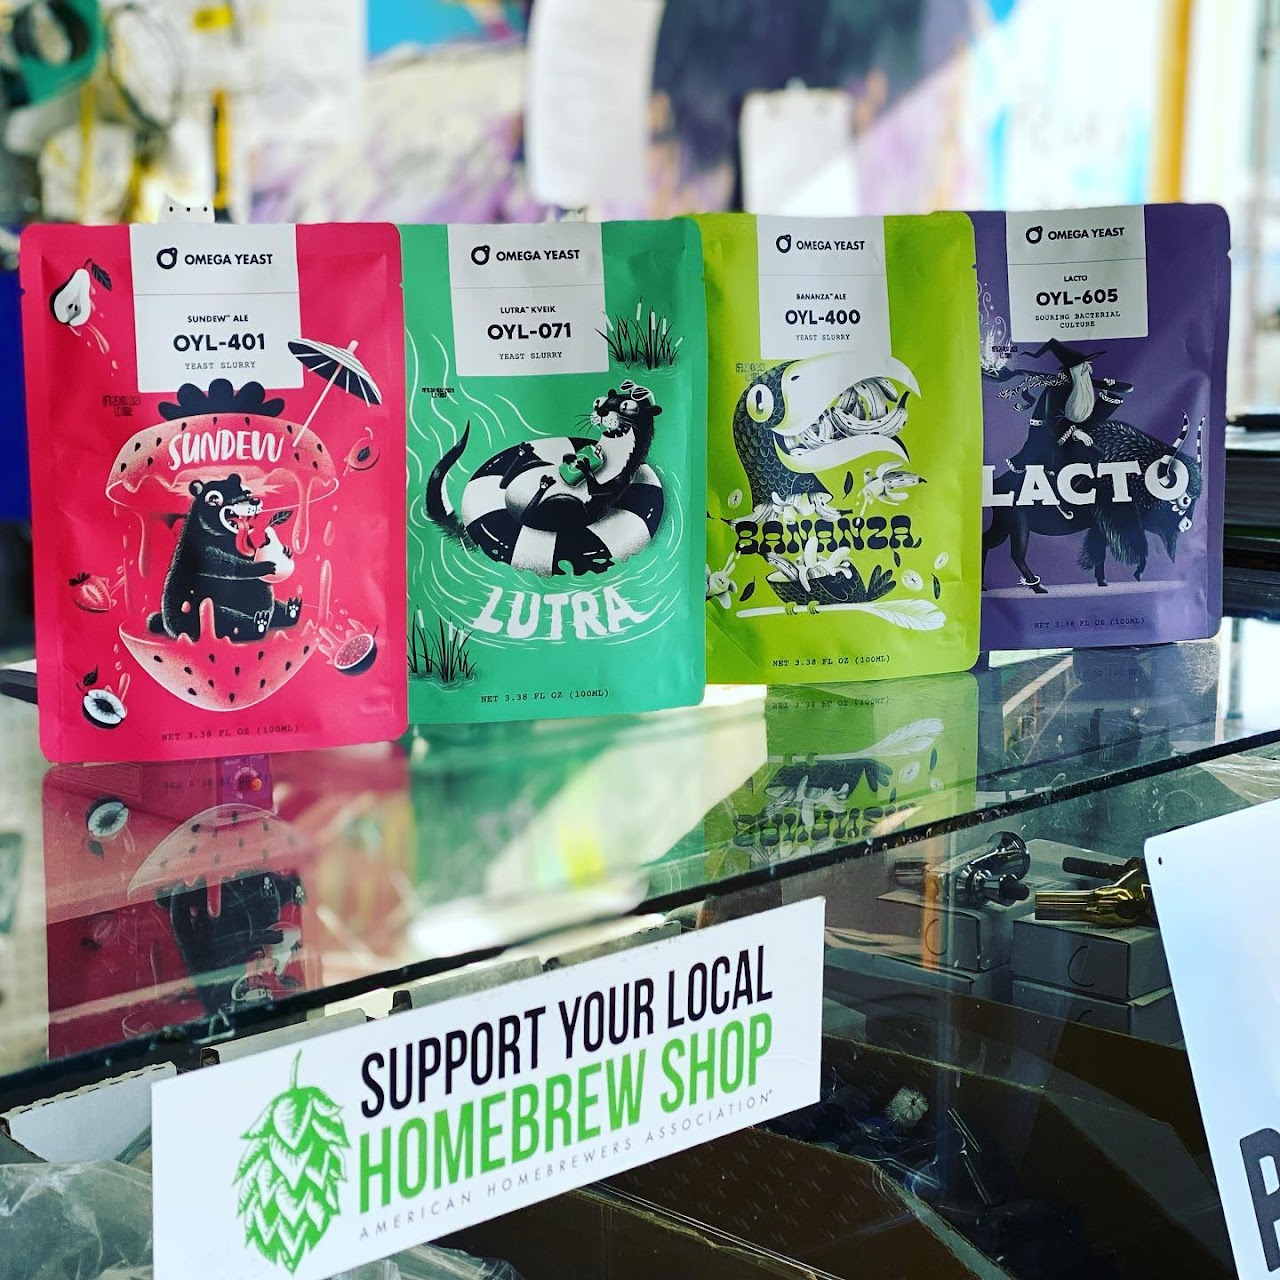 OMEGA YEAST
SUNDEW™ ALE
OYL-401
YEAST SLURRY
SUNDEW
NET 3.38 FL OZ (100ML)
OMEGA YEAST
LUTRA™ KVEIK
OYL-071
YEAST SLURRY
LUTRA
NET 3.38 FL OZ (100ML)
OMEGA YEAST
BANANZA™ ALE
OYL-400
YEAST SLURRY
BANANZA
NET 3.38 FL OZ (100ML)
OMEGA YEAST
LACTO
OYL-605
SOURING BACTERIAL
CULTURE
LACTO
NET 3.38 FL OZ (100ML)
SUPPORT YOUR LOCAL
HOMEBREW SHOP
AMERICAN HOMEBREWERS ASSOCIATION®